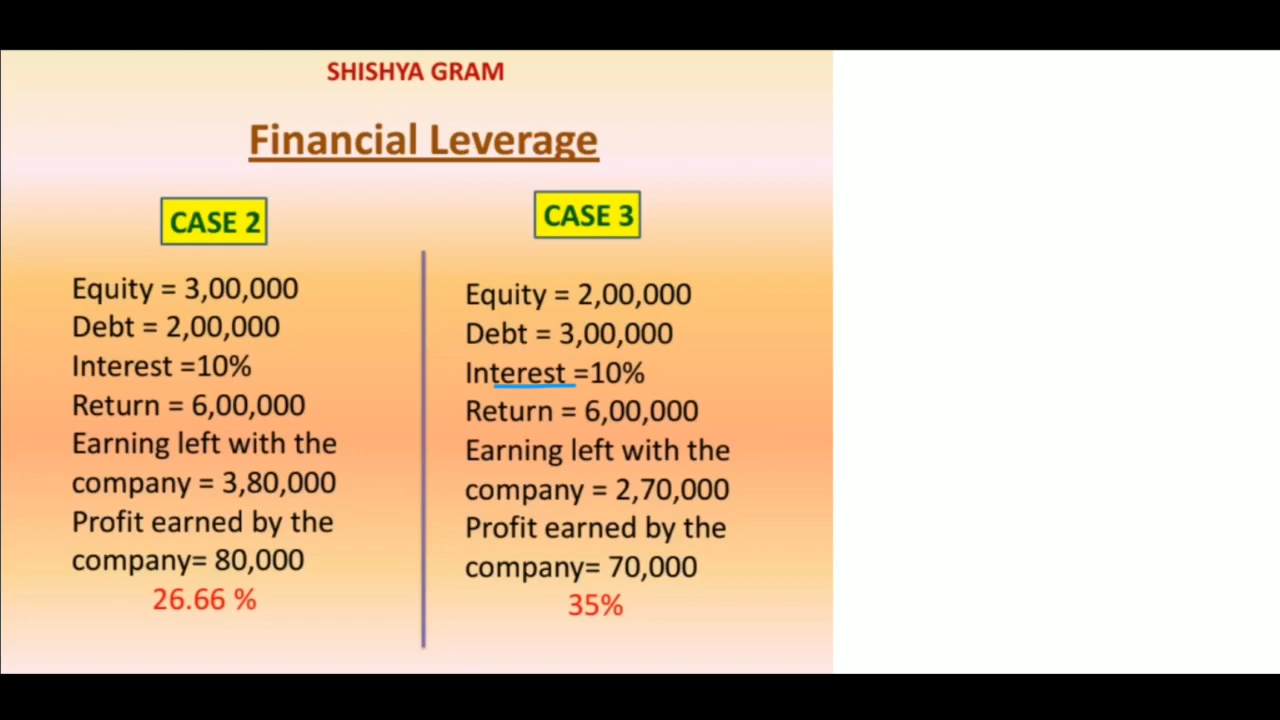 SHISHYA GRAM
Financial Leverage
CASE 2
Equity = 3,00,000
Debt = 2,00,000
Interest =10%
Return = 6,00,000
Earning left with the
company = 3,80,000
Profit earned by the
company= 80,000
26.66 %
CASE 3
Equity = 2,00,000
Debt = 3,00,000
Interest =10%
Return = 6,00,000
Earning left with the
company = 2,70,000
Profit earned by the
company= 70,000
35%